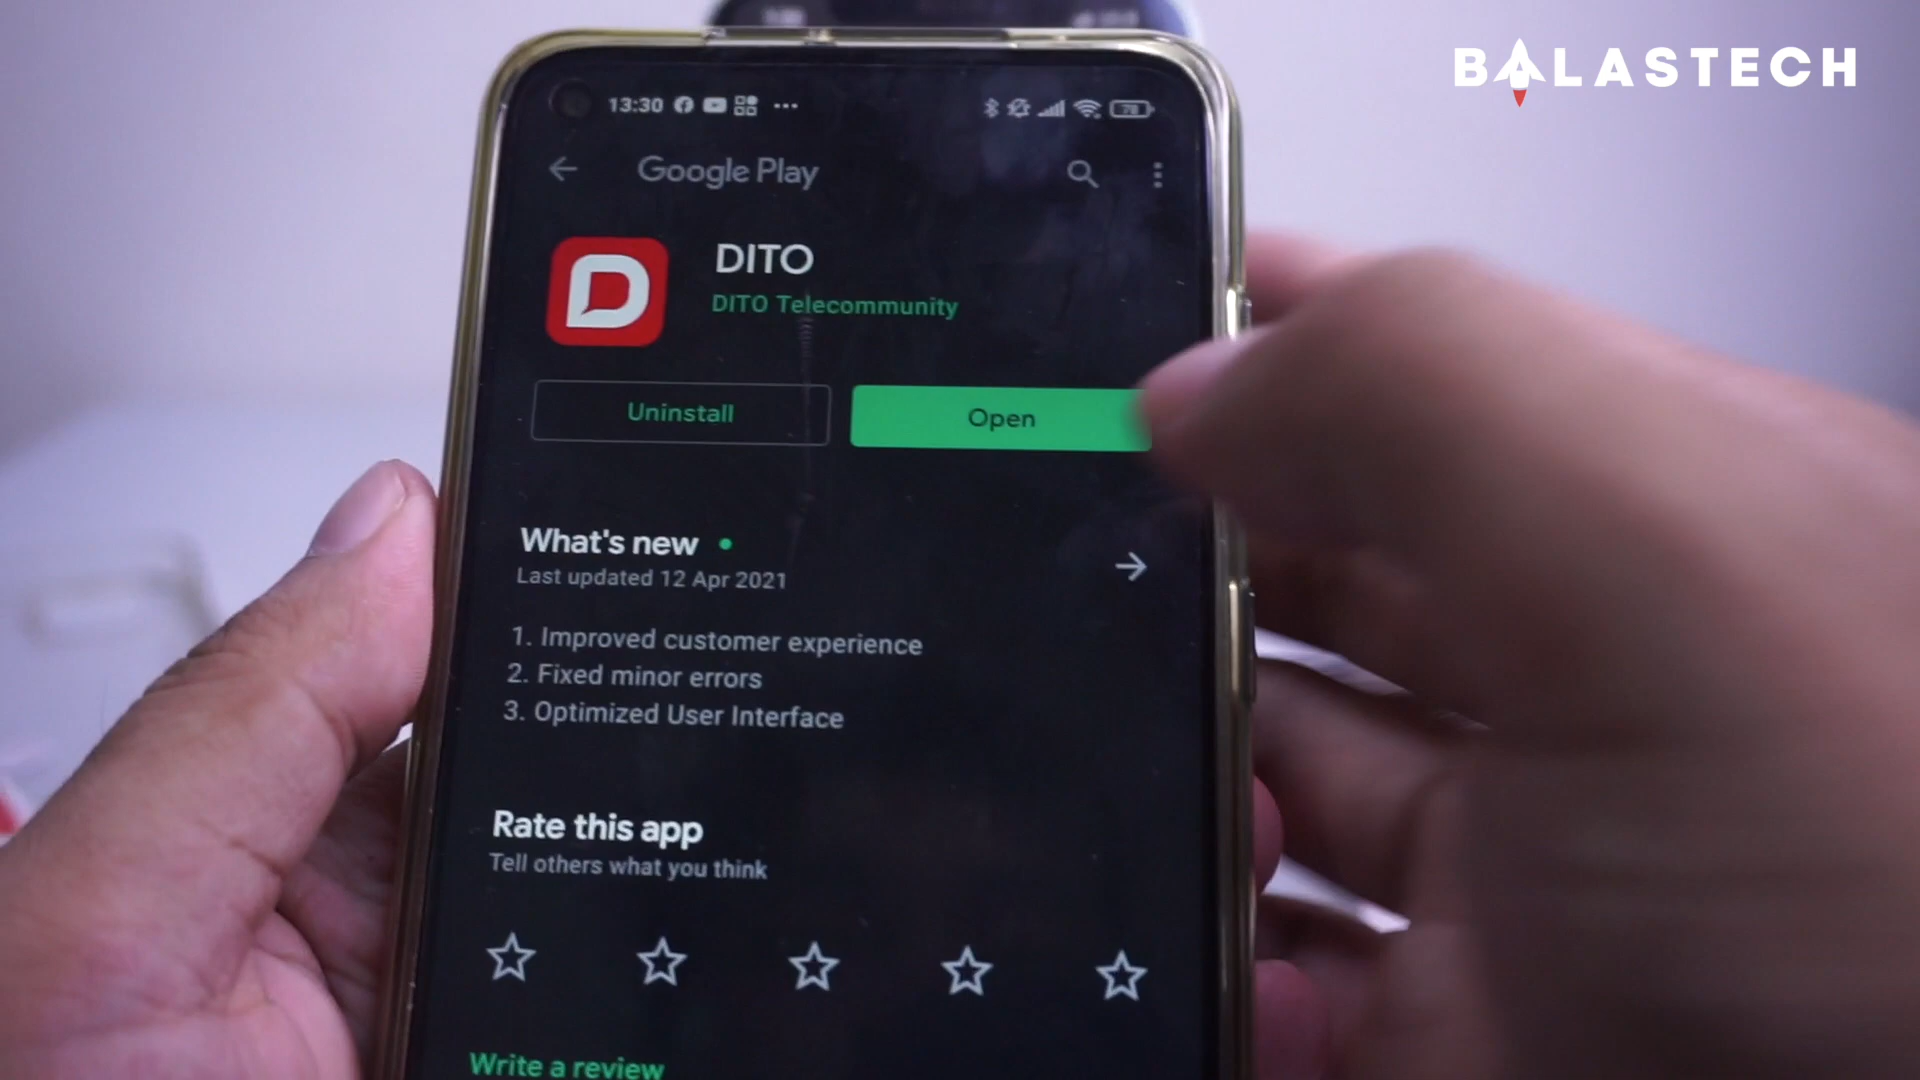 BALASTECH
13:30
78
Google Play
DITO
DITO Telecommunity
Uninstall
Open
What's new
Last updated 12 Apr 2021
1. Improved customer experience
2. Fixed minor errors
3. Optimized User Interface
Rate this app
Tell others what you think
Write a review